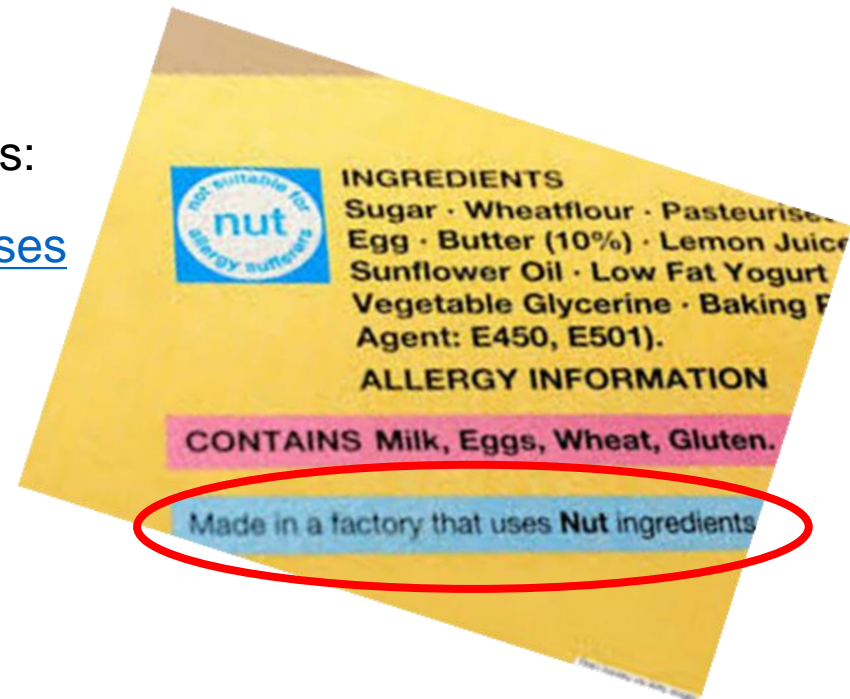 s:
ses
not suitable for
nut
allergy sufferers
INGREDIENTS
Sugar · Wheatflour · Pasteurised
Egg · Butter (10%) · Lemon Juice
Sunflower Oil · Low Fat Yogurt
Vegetable Glycerine · Baking
Agent: E450, E501).
ALLERGY INFORMATION
CONTAINS Milk, Eggs, Wheat, Gluten.
Made in a factory that uses Nut ingredients